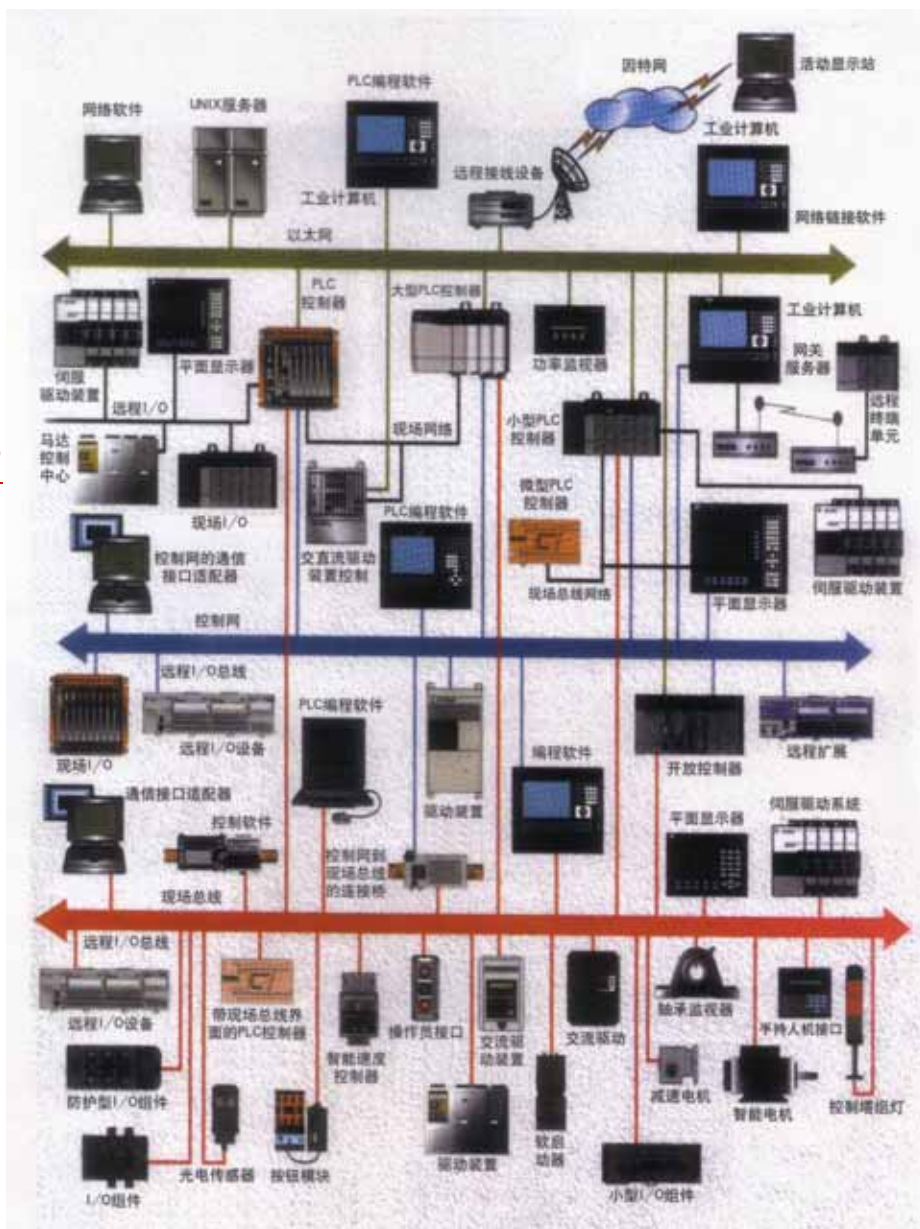 因特网
活动显示站
PLC编程软件
网络软件
UNIX服务器
工业计算机
远程接线设备
工业计算机
网络链接软件
以太网
PLC
控制器
大型PLC控制器
工业计算机
伺服
驱动装置
平面显示器
功率监视器
网关
服务器
远程I/O
远程
终端
单元
马达
控制
中心
现场网络
小型PLC
控制器
现场I/O
微型PLC
控制器
PLC编程软件
控制网的通信
接口适配器
交直流驱动
装置控制
现场总线网络
平面显示器
伺服驱动装置
控制网
远程I/O总线
PLC编程软件
远程I/O设备
编程软件
现场I/O
开放控制器
远程扩展
通信接口适配器
驱动装置
控制软件
平面显示器
伺服驱动系统
控制网到
现场总线
的连接桥
现场总线
远程I/O总线
远程I/O设备
带现场总线界
面的PLC控制器
智能速度
控制器
操作员接口
交流驱
动装置
交流驱动
轴承监视器
手持人机接口
防护型I/O组件
减速电机
智能电机
控制塔组灯
I/O组件
光电传感器
按钮模块
驱动装置
软启
动器
小型I/O组件